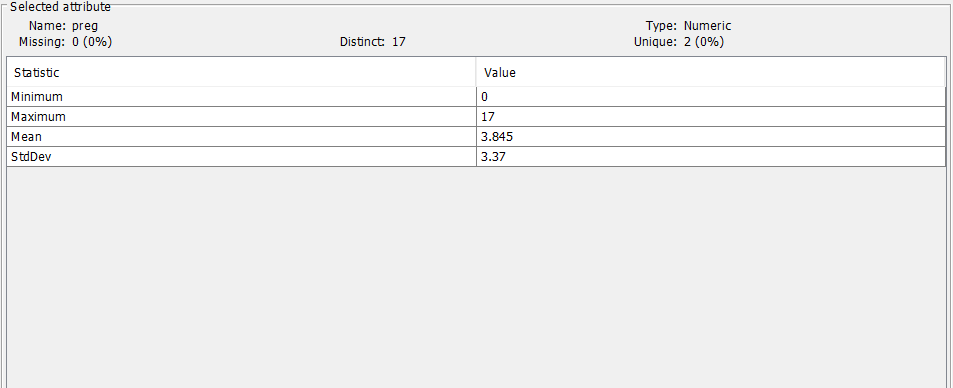 Selected attribute
Name: preg Type: Numeric
Missing: 0 (0%) Distinct: 17 Unique: 2 (0%)
Statistic Value
Minimum 0
Maximum 17
Mean 3.845
StdDev 3.37